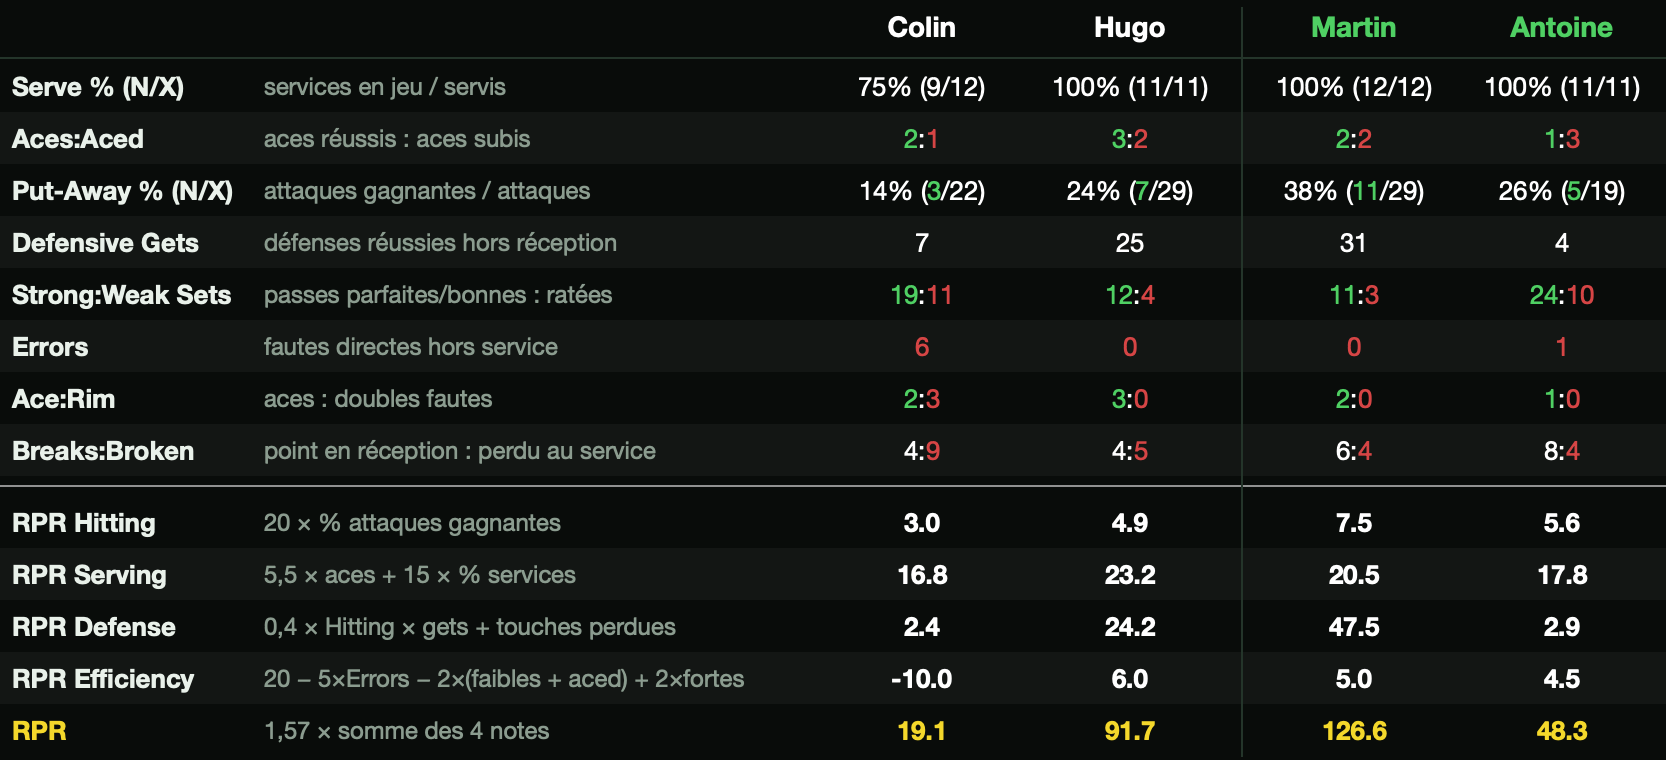 Colin Hugo Martin Antoine
Serve % (N/X) services en jeu / servis 75% (9/12) 100% (11/11) 100% (12/12) 100% (11/11)
Aces:Aced aces réussis : aces subis 2:1 3:2 2:2 1:3
Put-Away % (N/X) attaques gagnantes / attaques 14% (3/22) 24% (7/29) 38% (11/29) 26% (5/19)
Defensive Gets défenses réussies hors réception 7 25 31 4
Strong:Weak Sets passes parfaites/bonnes : ratées 19:11 12:4 11:3 24:10
Errors fautes directes hors service 6 0 0 1
Ace:Rim aces : doubles fautes 2:3 3:0 2:0 1:0
Breaks:Broken point en réception : perdu au service 4:9 4:5 6:4 8:4
RPR Hitting 20 × % attaques gagnantes 3.0 4.9 7.5 5.6
RPR Serving 5,5 × aces + 15 × % services 16.8 23.2 20.5 17.8
RPR Defense 0,4 × Hitting × gets + touches perdues 2.4 24.2 47.5 2.9
RPR Efficiency 20 – 5×Errors – 2×(faibles + aced) + 2×fortes -10.0 6.0 5.0 4.5
RPR 1,57 × somme des 4 notes 19.1 91.7 126.6 48.3